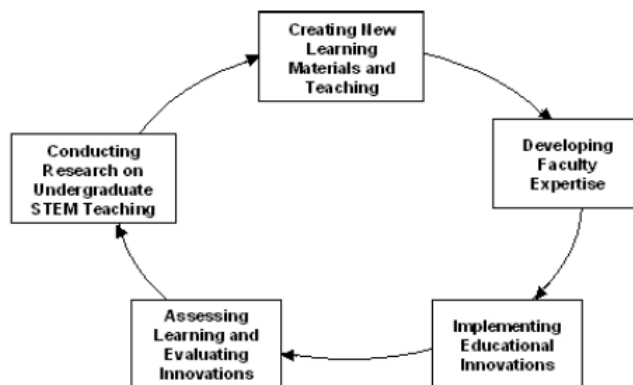 Creating New
Learning
Materials and
Teaching
Developing
Faculty
Expertise
Implementing
Educational
Innovations
Assessing
Learning and
Evaluating
Innovations
Conducting
Research on
Undergraduate
STEM Teaching